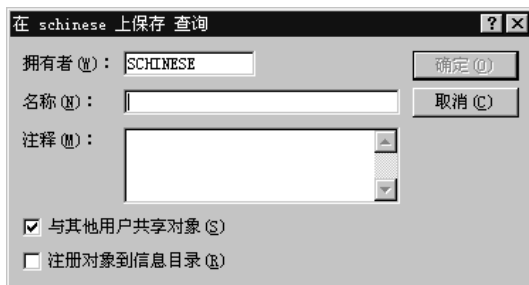 在 schinese 上保存 查询
拥有者(W)： SCHINESE 确定(O)
名称(N)： 取消(C)
注释(M)：
与其他用户共享对象(S)
注册对象到信息目录(R)